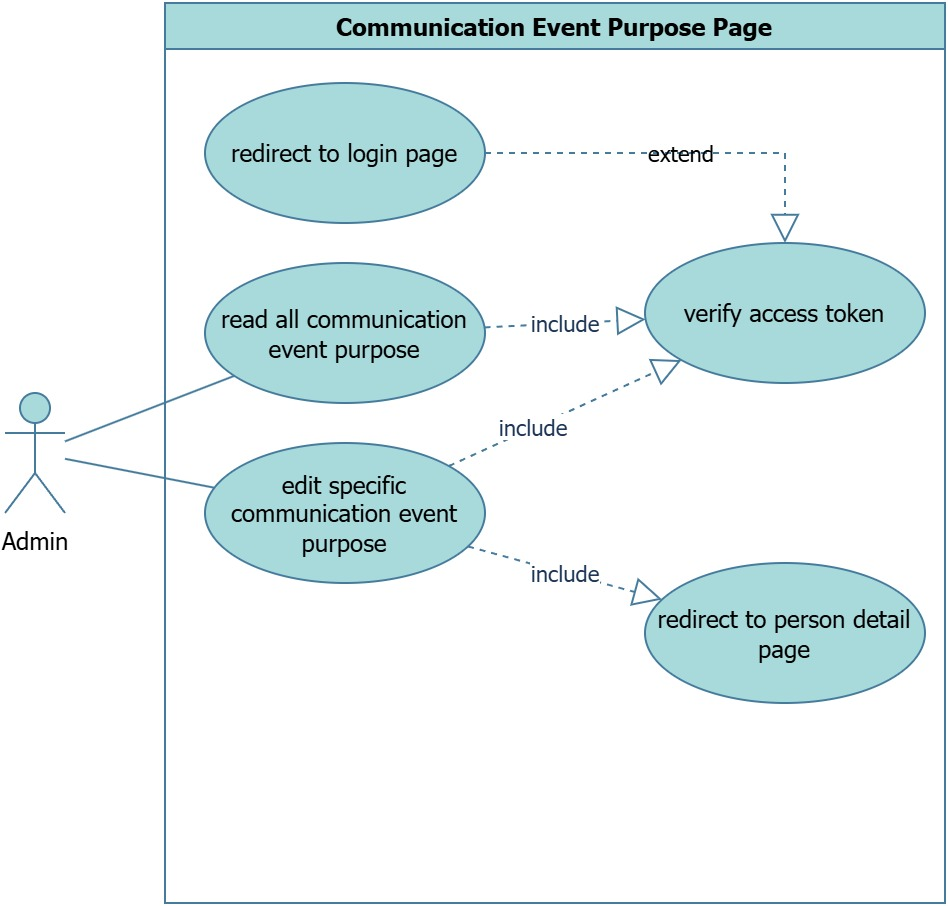 Communication Event Purpose Page
redirect to login page
extend
read all communication
event purpose
include
verify access token
include
Admin
edit specific
communication event
purpose
include
redirect to person detail
page